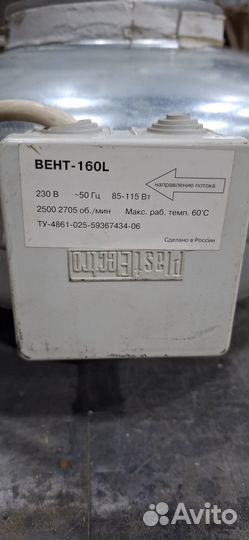 ВЕНТ-160L
направление потока
230 В ~50 Гц 85-115 Вт
2500 2705 об./мин Макс. раб. темп. 60°С
ТУ-4861-025-59367434-06
Сделано в России
PlastElectro
Avito